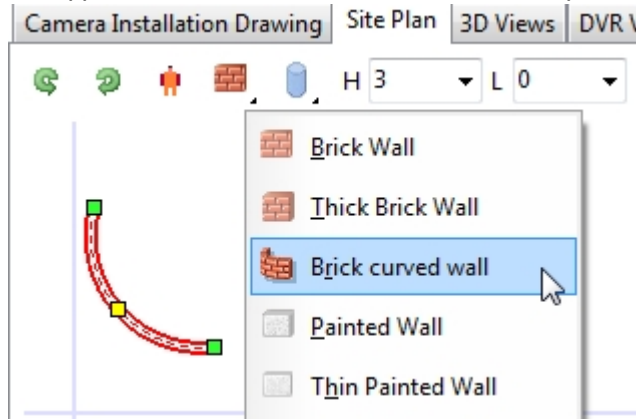 Camera Installation Drawing Site Plan 3D Views DVR
H 3 L 0
Brick Wall
Thick Brick Wall
Brick curved wall
Painted Wall
Thin Painted Wall